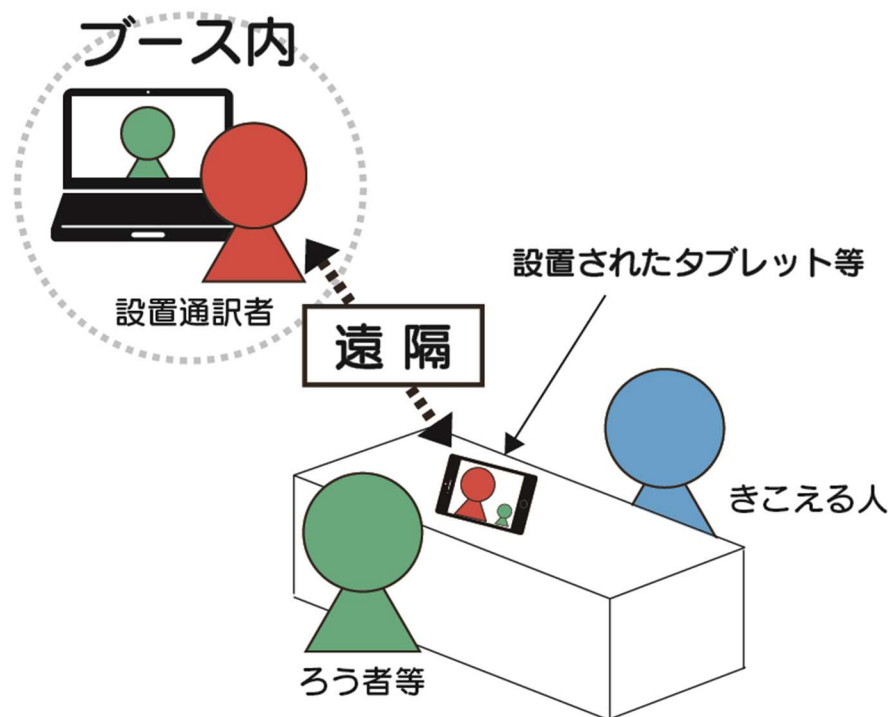 ブース内
設置通訳者
設置されたタブレット等
遠隔
きこえる人
ろう者等